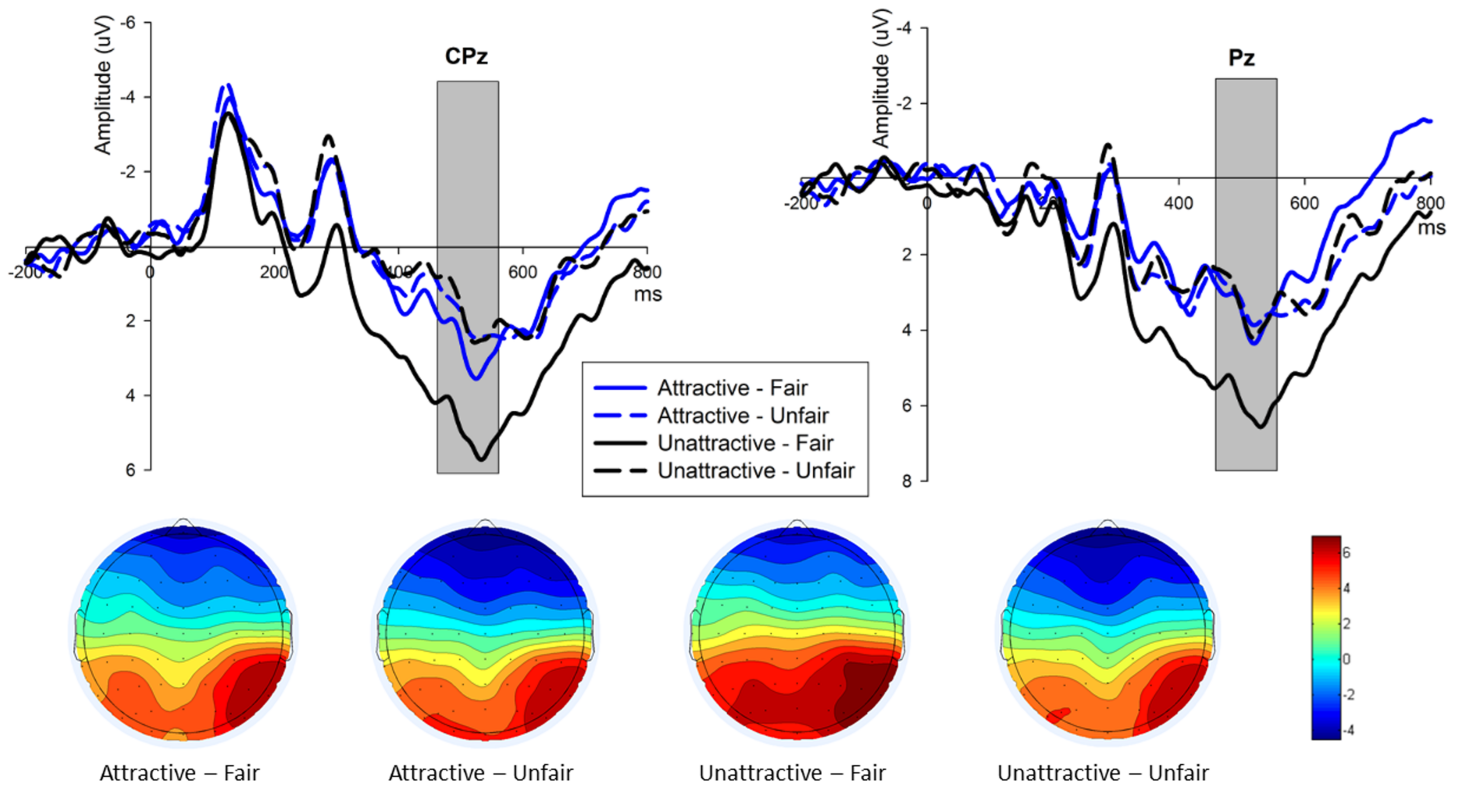 Amplitude (uV)
-6
-4
-2
2
4
6
-200
0
200
400
600
800
ms
CPz
Amplitude (uV)
-4
-2
2
4
6
8
-200
0
200
400
600
800
ms
Pz
Attractive - Fair
Attractive - Unfair
Unattractive - Fair
Unattractive - Unfair
6
4
2
0
-2
-4
Attractive – Fair
Attractive – Unfair
Unattractive – Fair
Unattractive – Unfair